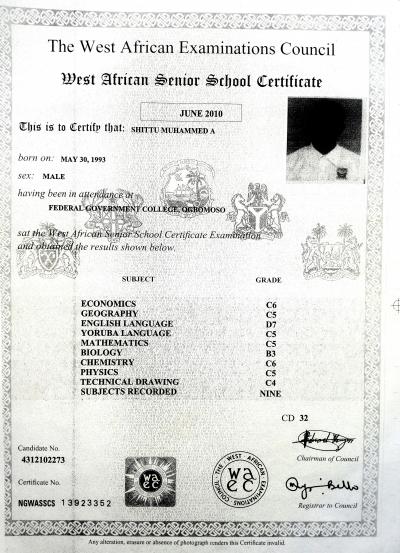 The West African Examinations Council
West African Senior School Certificate
JUNE 2010
This is to Certify that: SHITTU MUHAMMED A
born on: MAY 30, 1993
sex: MALE
having been in attendance at
FEDERAL GOVERNMENT COLLEGE, OGBOMOSO
sat the West African Senior School Certificate Examination
and obtained the results shown below.
SUBJECT GRADE
ECONOMICS C6
GEOGRAPHY C5
ENGLISH LANGUAGE D7
YORUBA LANGUAGE C5
MATHEMATICS C5
BIOLOGY B3
CHEMISTRY C6
PHYSICS C5
TECHNICAL DRAWING C4
SUBJECTS RECORDED NINE
CD 32
Candidate No.
4312102273
Chairman of Council
Certificate No.
NGWASSCS 13923352
waec
THE WEST AFRICAN EXAMINATIONS COUNCIL
waec
Registrar to Council
Any alteration, erasure or absence of photograph renders this Certificate invalid.